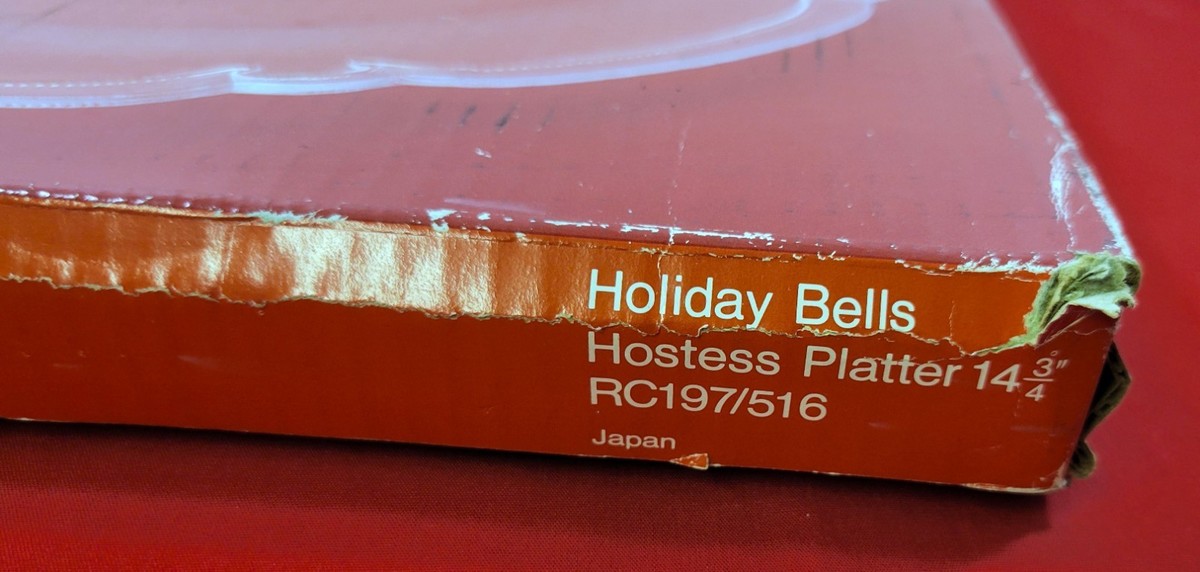 Holiday Bells
Hostess Platter 14 3/4"
RC197/516
Japan